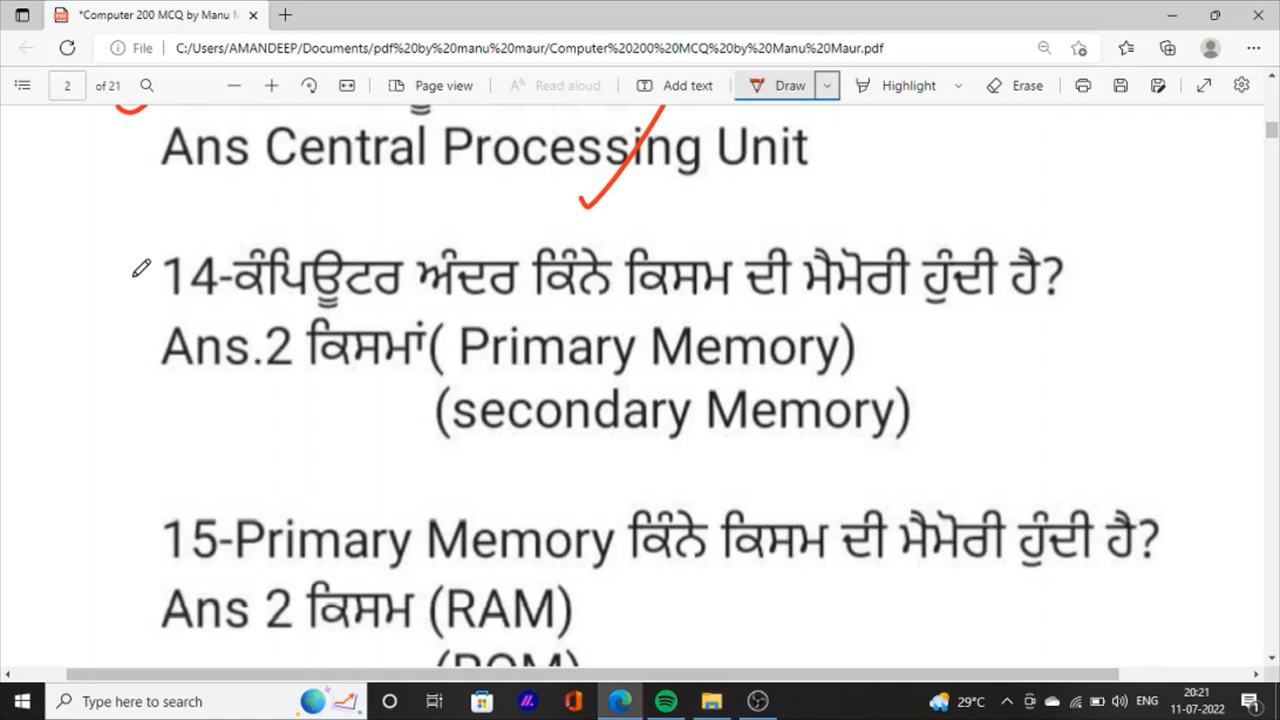 *Computer 200 MCQ by Manu M
File
C:/Users/AMANDEEP/Documents/pdf%20by%20manu%20maur/Computer%20200%20MCQ%20by%20Manu%20Maur.pdf
2 of 21
Page view
Read aloud
Add text
Draw
Highlight
Erase
Ans Central Processing Unit
14-ਕੰਪਿਊਟਰ ਅੰਦਰ ਕਿੰਨੇ ਕਿਸਮ ਦੀ ਮੈਮੋਰੀ ਹੁੰਦੀ ਹੈ?
Ans.2 ਕਿਸਮਾਂ( Primary Memory)
(secondary Memory)
15-Primary Memory ਕਿੰਨੇ ਕਿਸਮ ਦੀ ਮੈਮੋਰੀ ਹੁੰਦੀ ਹੈ?
Ans 2 ਕਿਸਮ (RAM)
(ROM)
Type here to search
29°C
ENG
20:21
11-07-2022